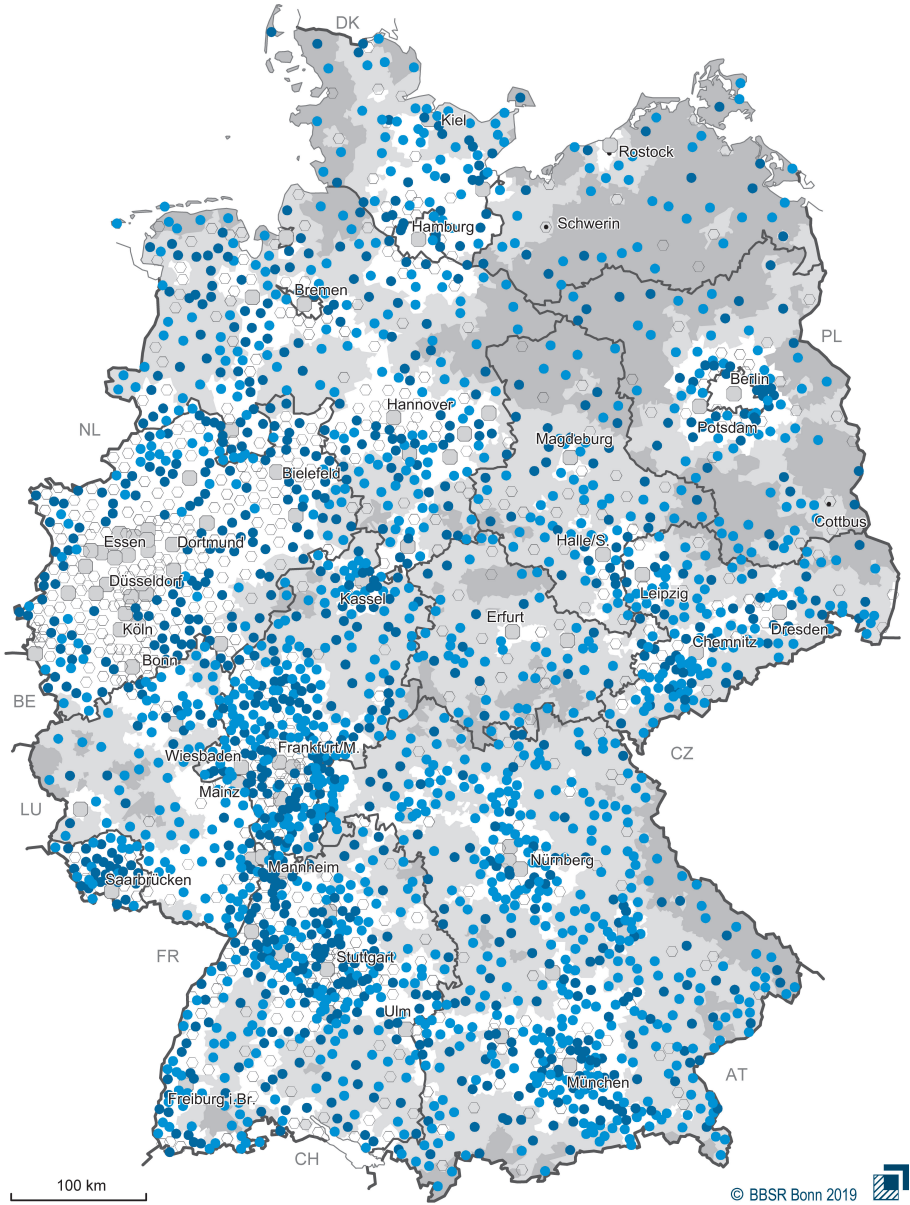 DK
Kiel
Rostock
Hamburg
Schwerin
Bremen
PL
Berlin
Hannover
NL
Potsdam
Magdeburg
Bielefeld
Cottbus
Essen
Dortmund
Halle/S.
Düsseldorf
Leipzig
Kassel
Erfurt
Köln
Dresden
Chemnitz
Bonn
BE
Frankfurt/M.
CZ
Wiesbaden
Mainz
LU
Nürnberg
Mannheim
Saarbrücken
FR
Stuttgart
Ulm
AT
München
Freiburg i.Br.
CH
100 km
© BBSR Bonn 2019